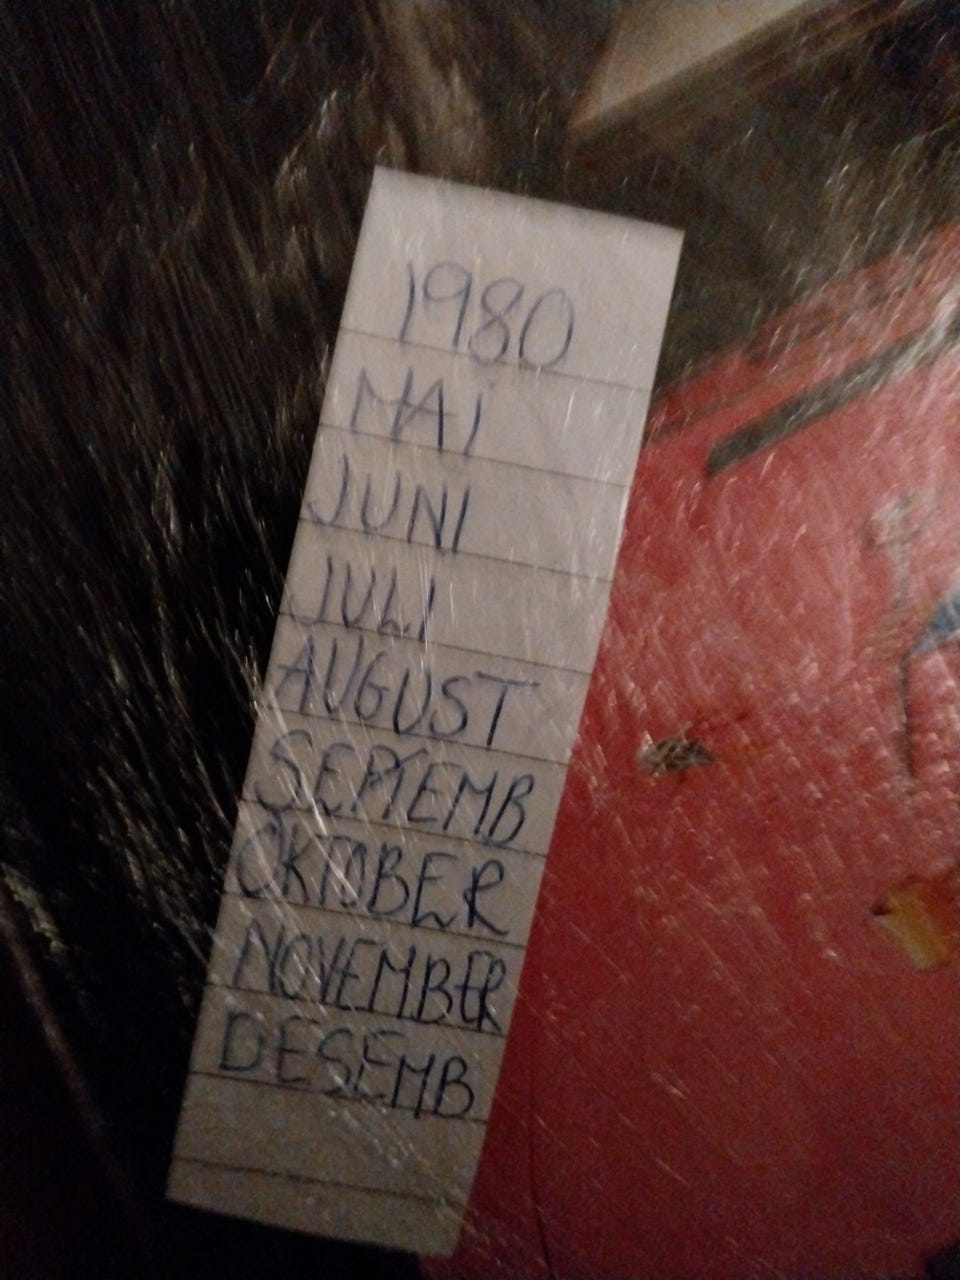 1980
MAi
JUNI
JULI
AUGUST
SEPTEMB
OKTOBER
NOVEMBER
DESEMB